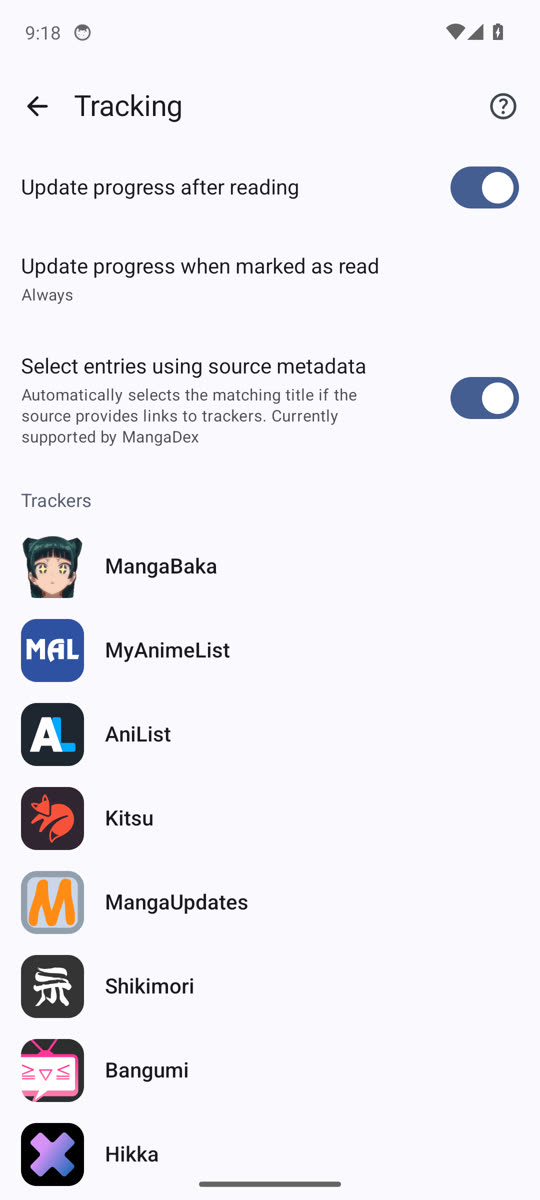 9:18
Tracking
Update progress after reading
Update progress when marked as read
Always
Select entries using source metadata
Automatically selects the matching title if the
source provides links to trackers. Currently
supported by MangaDex
Trackers
MangaBaka
MAL
MyAnimeList
AL
AniList
Kitsu
M
MangaUpdates
Shikimori
≥▽≤
Bangumi
Hikka